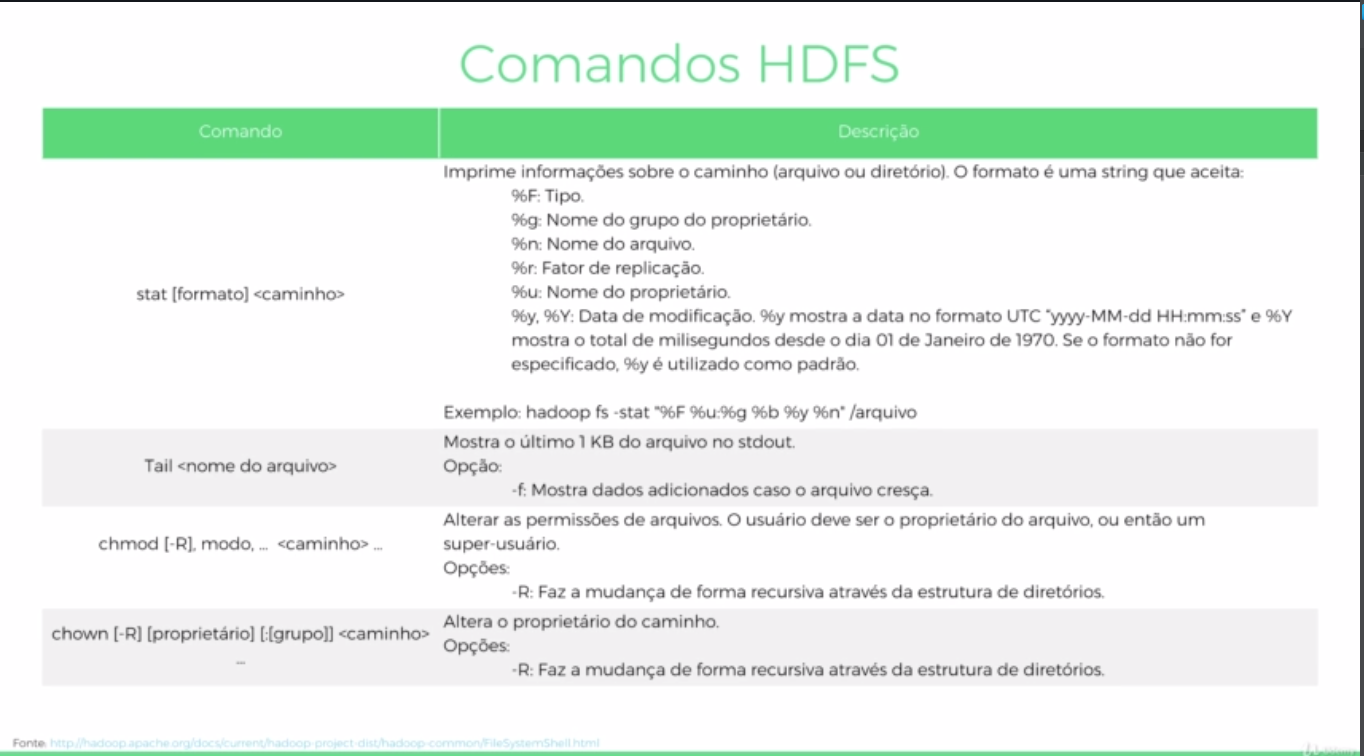 Comandos HDFS
Comando
Descrição
stat [formato] <caminho>
Imprime informações sobre o caminho (arquivo ou diretório). O formato é uma string que aceita:
%F: Tipo.
%g: Nome do grupo do proprietário.
%n: Nome do arquivo.
%r: Fator de replicação.
%u: Nome do proprietário.
%y, %Y: Data de modificação. %y mostra a data no formato UTC “yyyy-MM-dd HH:mm:ss” e %Y
mostra o total de milisegundos desde o dia 01 de Janeiro de 1970. Se o formato não for
especificado, %y é utilizado como padrão.
Exemplo: hadoop fs -stat "%F %u:%g %b %y %n" /arquivo
Tail <nome do arquivo>
Mostra o último 1 KB do arquivo no stdout.
Opção:
-f: Mostra dados adicionados caso o arquivo cresça.
chmod [-R], modo, ... <caminho> ...
Alterar as permissões de arquivos. O usuário deve ser o proprietário do arquivo, ou então um
super-usuário.
Opções:
-R: Faz a mudança de forma recursiva através da estrutura de diretórios.
chown [-R] [proprietário] [:[grupo]] <caminho>
...
Altera o proprietário do caminho.
Opções:
-R: Faz a mudança de forma recursiva através da estrutura de diretórios.
Fonte: http://hadoop.apache.org/docs/current/hadoop-project-dist/hadoop-common/FileSystemShell.html